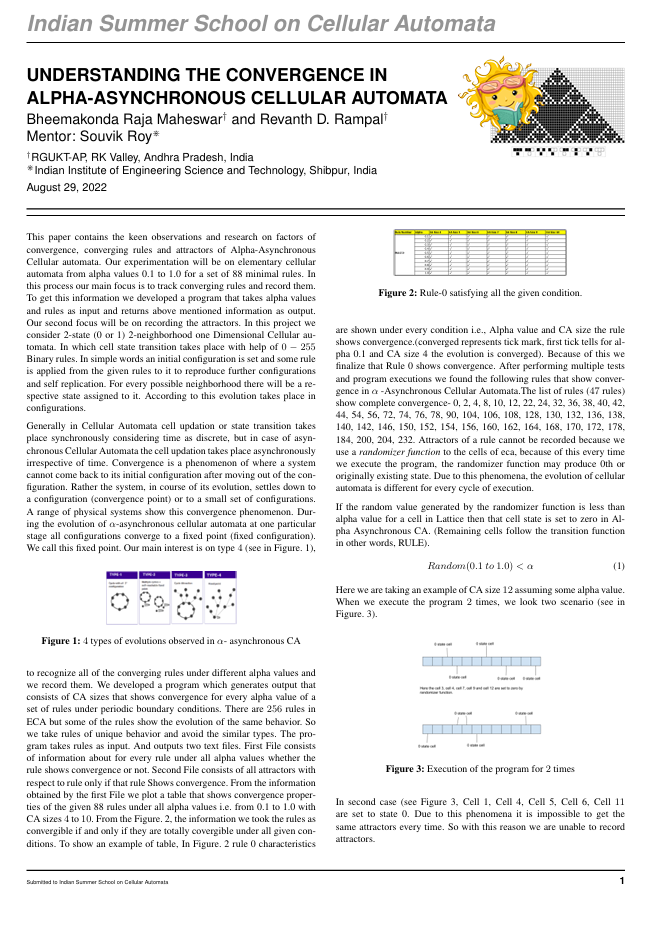 Indian Summer School on Cellular Automata
UNDERSTANDING THE CONVERGENCE IN
ALPHA-ASYNCHRONOUS CELLULAR AUTOMATA
Bheemakonda Raja Maheswar† and Revanth D. Rampal†
Mentor: Souvik Roy*
†RGUKT-AP, RK Valley, Andhra Pradesh, India
*Indian Institute of Engineering Science and Technology, Shibpur, India
August 29, 2022
This paper contains the keen observations and research on factors of
convergence, converging rules and attractors of Alpha-Asynchronous
Cellular automata. Our experimentation will be on elementary cellular
automata from alpha values 0.1 to 1.0 for a set of 88 minimal rules. In
this process our main focus is to track converging rules and record them.
To get this information we developed a program that takes alpha values
and rules as input and returns above mentioned information as output.
Our second focus will be on recording the attractors. In this project we
consider 2-state (0 or 1) 2-neighborhood one Dimensional Cellular au-
tomata. In which cell state transition takes place with help of 0 − 255
Binary rules. In simple words an initial configuration is set and some rule
is applied from the given rules to it to reproduce further configurations
and self replication. For every possible neighborhood there will be a re-
spective state assigned to it. According to this evolution takes place in
configurations.
Generally in Cellular Automata cell updation or state transition takes
place synchronously considering time as discrete, but in case of asyn-
chronous Cellular Automata the cell updation takes place asynchronously
irrespective of time. Convergence is a phenomenon of where a system
cannot come back to its initial configuration after moving out of the con-
figuration. Rather the system, in course of its evolution, settles down to
a configuration (convergence point) or to a small set of configurations.
A range of physical systems show this convergence phenomenon. Dur-
ing the evolution of α-asynchronous cellular automata at one particular
stage all configurations converge to a fixed point (fixed configuration).
We call this fixed point. Our main interest is on type 4 (see in Figure. 1),
TYPE-1 TYPE-2 TYPE-3 TYPE-4
Figure 1: 4 types of evolutions observed in α- asynchronous CA
to recognize all of the converging rules under different alpha values and
we record them. We developed a program which generates output that
consists of CA sizes that shows convergence for every alpha value of a
set of rules under periodic boundary conditions. There are 256 rules in
ECA but some of the rules show the evolution of the same behavior. So
we take rules of unique behavior and avoid the similar types. The pro-
gram takes rules as input. And outputs two text files. First File consists
of information about for every rule under all alpha values whether the
rule shows convergence or not. Second File consists of all attractors with
respect to rule only if that rule Shows convergence. From the information
obtained by the first File we plot a table that shows convergence proper-
ties of the given 88 rules under all alpha values i.e. from 0.1 to 1.0 with
CA sizes 4 to 10. From the Figure. 2, the information we took the rules as
convergible if and only if they are totally covergible under all given con-
ditions. To show an example of table, In Figure. 2 rule 0 characteristics
Figure 2: Rule-0 satisfying all the given condition.
are shown under every condition i.e., Alpha value and CA size the rule
shows convergence.(converged represents tick mark, first tick tells for al-
pha 0.1 and CA size 4 the evolution is converged). Because of this we
finalize that Rule 0 shows convergence. After performing multiple tests
and program executions we found the following rules that show conver-
gence in α -Asynchronous Cellular Automata.The list of rules (47 rules)
show complete convergence- 0, 2, 4, 8, 10, 12, 22, 24, 32, 36, 38, 40, 42,
44, 54, 56, 72, 74, 76, 78, 90, 104, 106, 108, 128, 130, 132, 136, 138,
140, 142, 146, 150, 152, 154, 156, 160, 162, 164, 168, 170, 172, 178,
184, 200, 204, 232. Attractors of a rule cannot be recorded because we
use a randomizer function to the cells of eca, because of this every time
we execute the program, the randomizer function may produce 0th or
originally existing state. Due to this phenomena, the evolution of cellular
automata is different for every cycle of execution.
If the random value generated by the randomizer function is less than
alpha value for a cell in Lattice then that cell state is set to zero in Al-
pha Asynchronous CA. (Remaining cells follow the transition function
in other words, RULE).
Random(0.1 to 1.0) < α (1)
Here we are taking an example of CA size 12 assuming some alpha value.
When we execute the program 2 times, we look two scenario (see in
Figure. 3).
0 state cell 0 state cell
0 state cell 0 state cell 0 state cell
Here the cell 3, cell 4, cell 7, cell 9 and cell 12 are set to zero by
randomizer function.
0 state cell 0 state cell
0 state cell 0 state cell
Figure 3: Execution of the program for 2 times
In second case (see Figure 3, Cell 1, Cell 4, Cell 5, Cell 6, Cell 11
are set to state 0. Due to this phenomena it is impossible to get the
same attractors every time. So with this reason we are unable to record
attractors.
Submitted to Indian Summer School on Cellular Automata 1